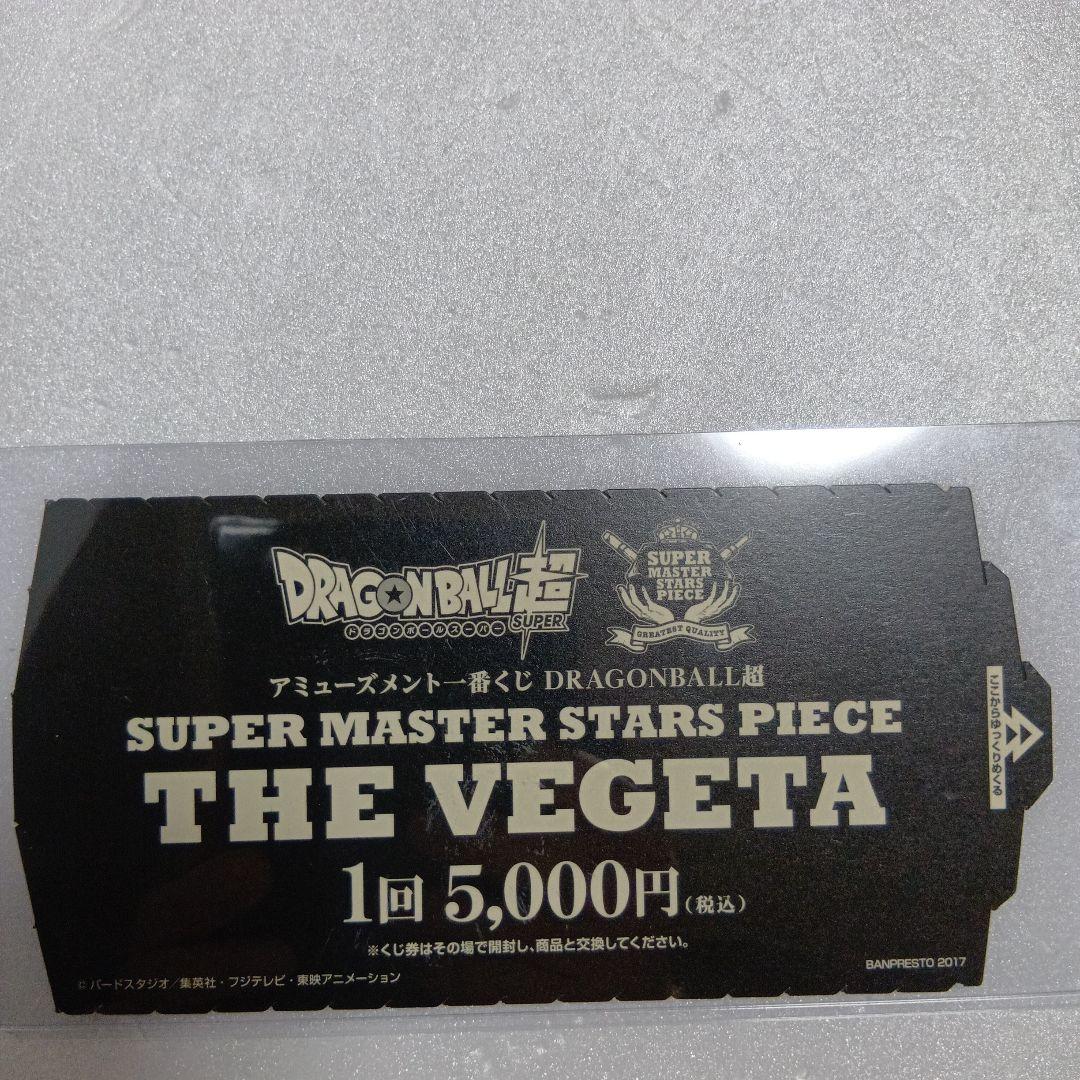 DRAGONBALL超
ドラゴンボールスーパー
SUPER
SUPER
MASTER
STARS
PIECE
GREATEST QUALITY
アミューズメント一番くじ DRAGONBALL超
SUPER MASTER STARS PIECE
THE VEGETA
1回 5,000円(税込)
※くじ券はその場で開封し、商品と交換してください。
©バードスタジオ／集英社・フジテレビ・東映アニメーション
BANPRESTO 2017
ここからゆっくりめくる